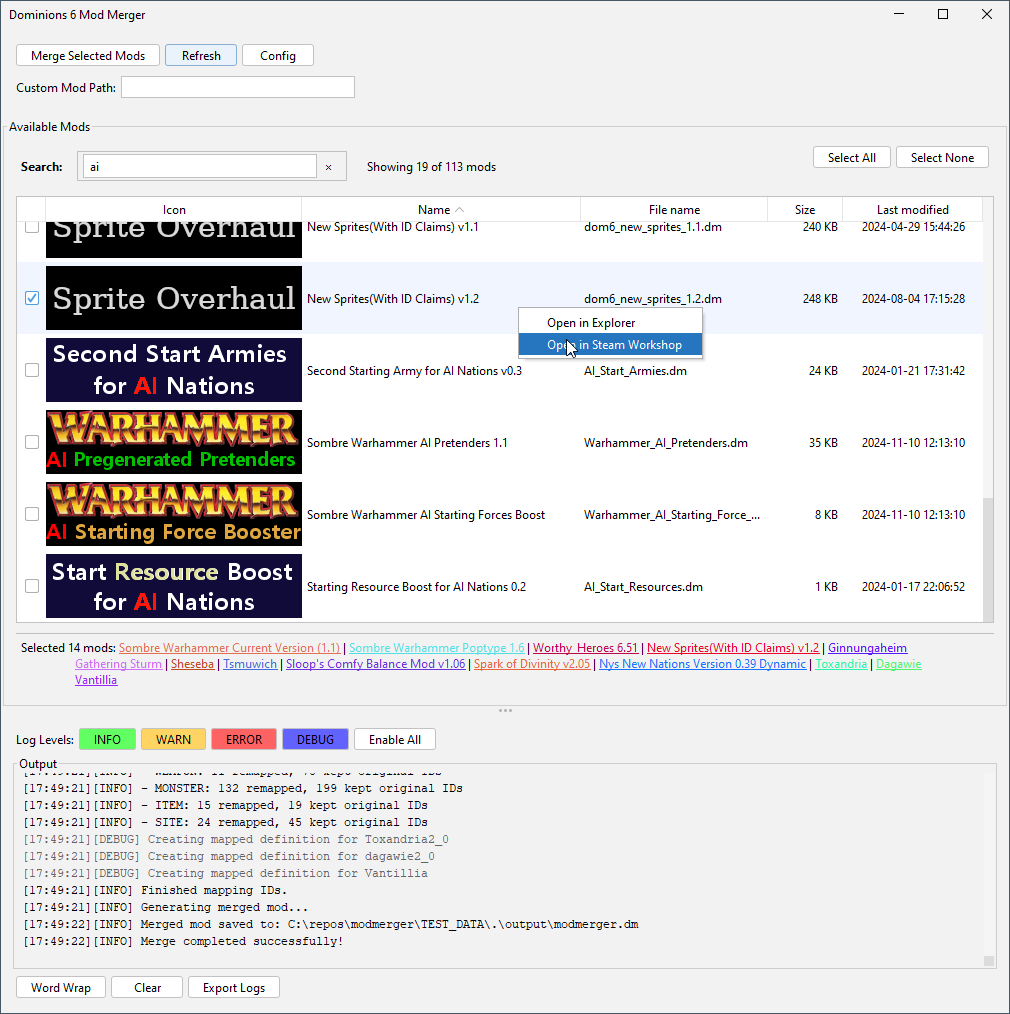 Dominions 6 Mod Merger
Merge Selected Mods Refresh Config
Custom Mod Path:
Available Mods
Search: ai × Showing 19 of 113 mods Select All Select None
Icon Name File name Size Last modified
Sprite Overhaul New Sprites(With ID Claims) v1.1 dom6_new_sprites_1.1.dm 240 KB 2024-04-29 15:44:26
Sprite Overhaul New Sprites(With ID Claims) v1.2 dom6_new_sprites_1.2.dm 248 KB 2024-08-04 17:15:28
Open in Explorer
Open in Steam Workshop
Second Start Armies
for AI Nations
Second Starting Army for AI Nations v0.3 AI_Start_Armies.dm 24 KB 2024-01-21 17:31:42
WARHAMMER
AI Pregenerated Pretenders
Sombre Warhammer AI Pretenders 1.1 Warhammer_AI_Pretenders.dm 35 KB 2024-11-10 12:13:10
WARHAMMER
AI Starting Force Booster
Sombre Warhammer AI Starting Forces Boost Warhammer_AI_Starting_Force_... 8 KB 2024-11-10 12:13:10
Start Resource Boost
for AI Nations
Starting Resource Boost for AI Nations 0.2 AI_Start_Resources.dm 1 KB 2024-01-17 22:06:52
Selected 14 mods: Sombre Warhammer Current Version (1.1) | Sombre Warhammer Poptype 1.6 | Worthy Heroes 6.51 | New Sprites(With ID Claims) v1.2 | Ginnungaheim
Gathering Sturm | Sheseba | Tsmuwich | Sloop's Comfy Balance Mod v1.06 | Spark of Divinity v2.05 | Nys New Nations Version 0.39 Dynamic | Toxandria | Dagawie
Vantillia
Log Levels: INFO WARN ERROR DEBUG Enable All
Output
[17:49:21][INFO] - WEAPON: 11 remapped, 70 kept original IDs
[17:49:21][INFO] - MONSTER: 132 remapped, 199 kept original IDs
[17:49:21][INFO] - ITEM: 15 remapped, 19 kept original IDs
[17:49:21][INFO] - SITE: 24 remapped, 45 kept original IDs
[17:49:21][DEBUG] Creating mapped definition for Toxandria2_0
[17:49:21][DEBUG] Creating mapped definition for dagawie2_0
[17:49:21][DEBUG] Creating mapped definition for Vantillia
[17:49:21][INFO] Finished mapping IDs.
[17:49:21][INFO] Generating merged mod...
[17:49:22][INFO] Merged mod saved to: C:\repos\modmerger\TEST_DATA\.\output\modmerger.dm
[17:49:22][INFO] Merge completed successfully!
Word Wrap Clear Export Logs